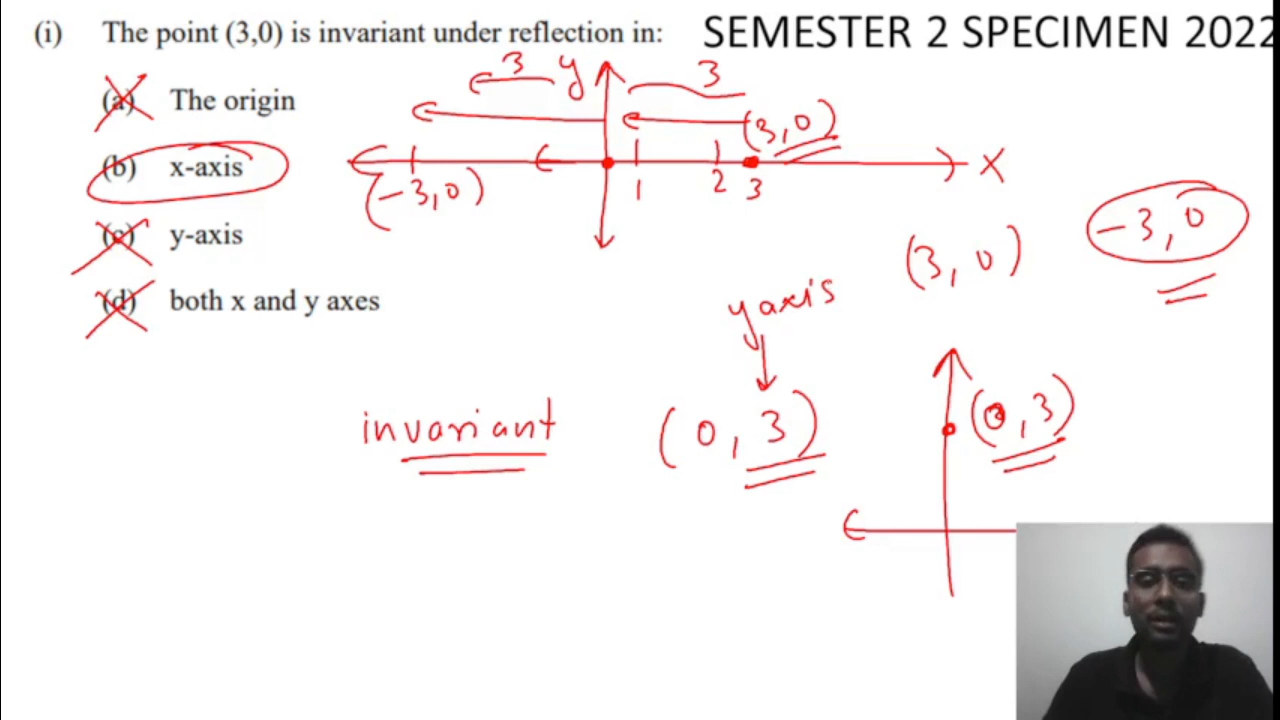 (i) The point (3,0) is invariant under reflection in:
SEMESTER 2 SPECIMEN 2022
(a) The origin
(b) x-axis
(c) y-axis
(d) both x and y axes
3 y 3
(3,0)
x
(-3,0) 1 2 3
-3,0
(3,0)
y axis
invariant (0,3) (0,3)